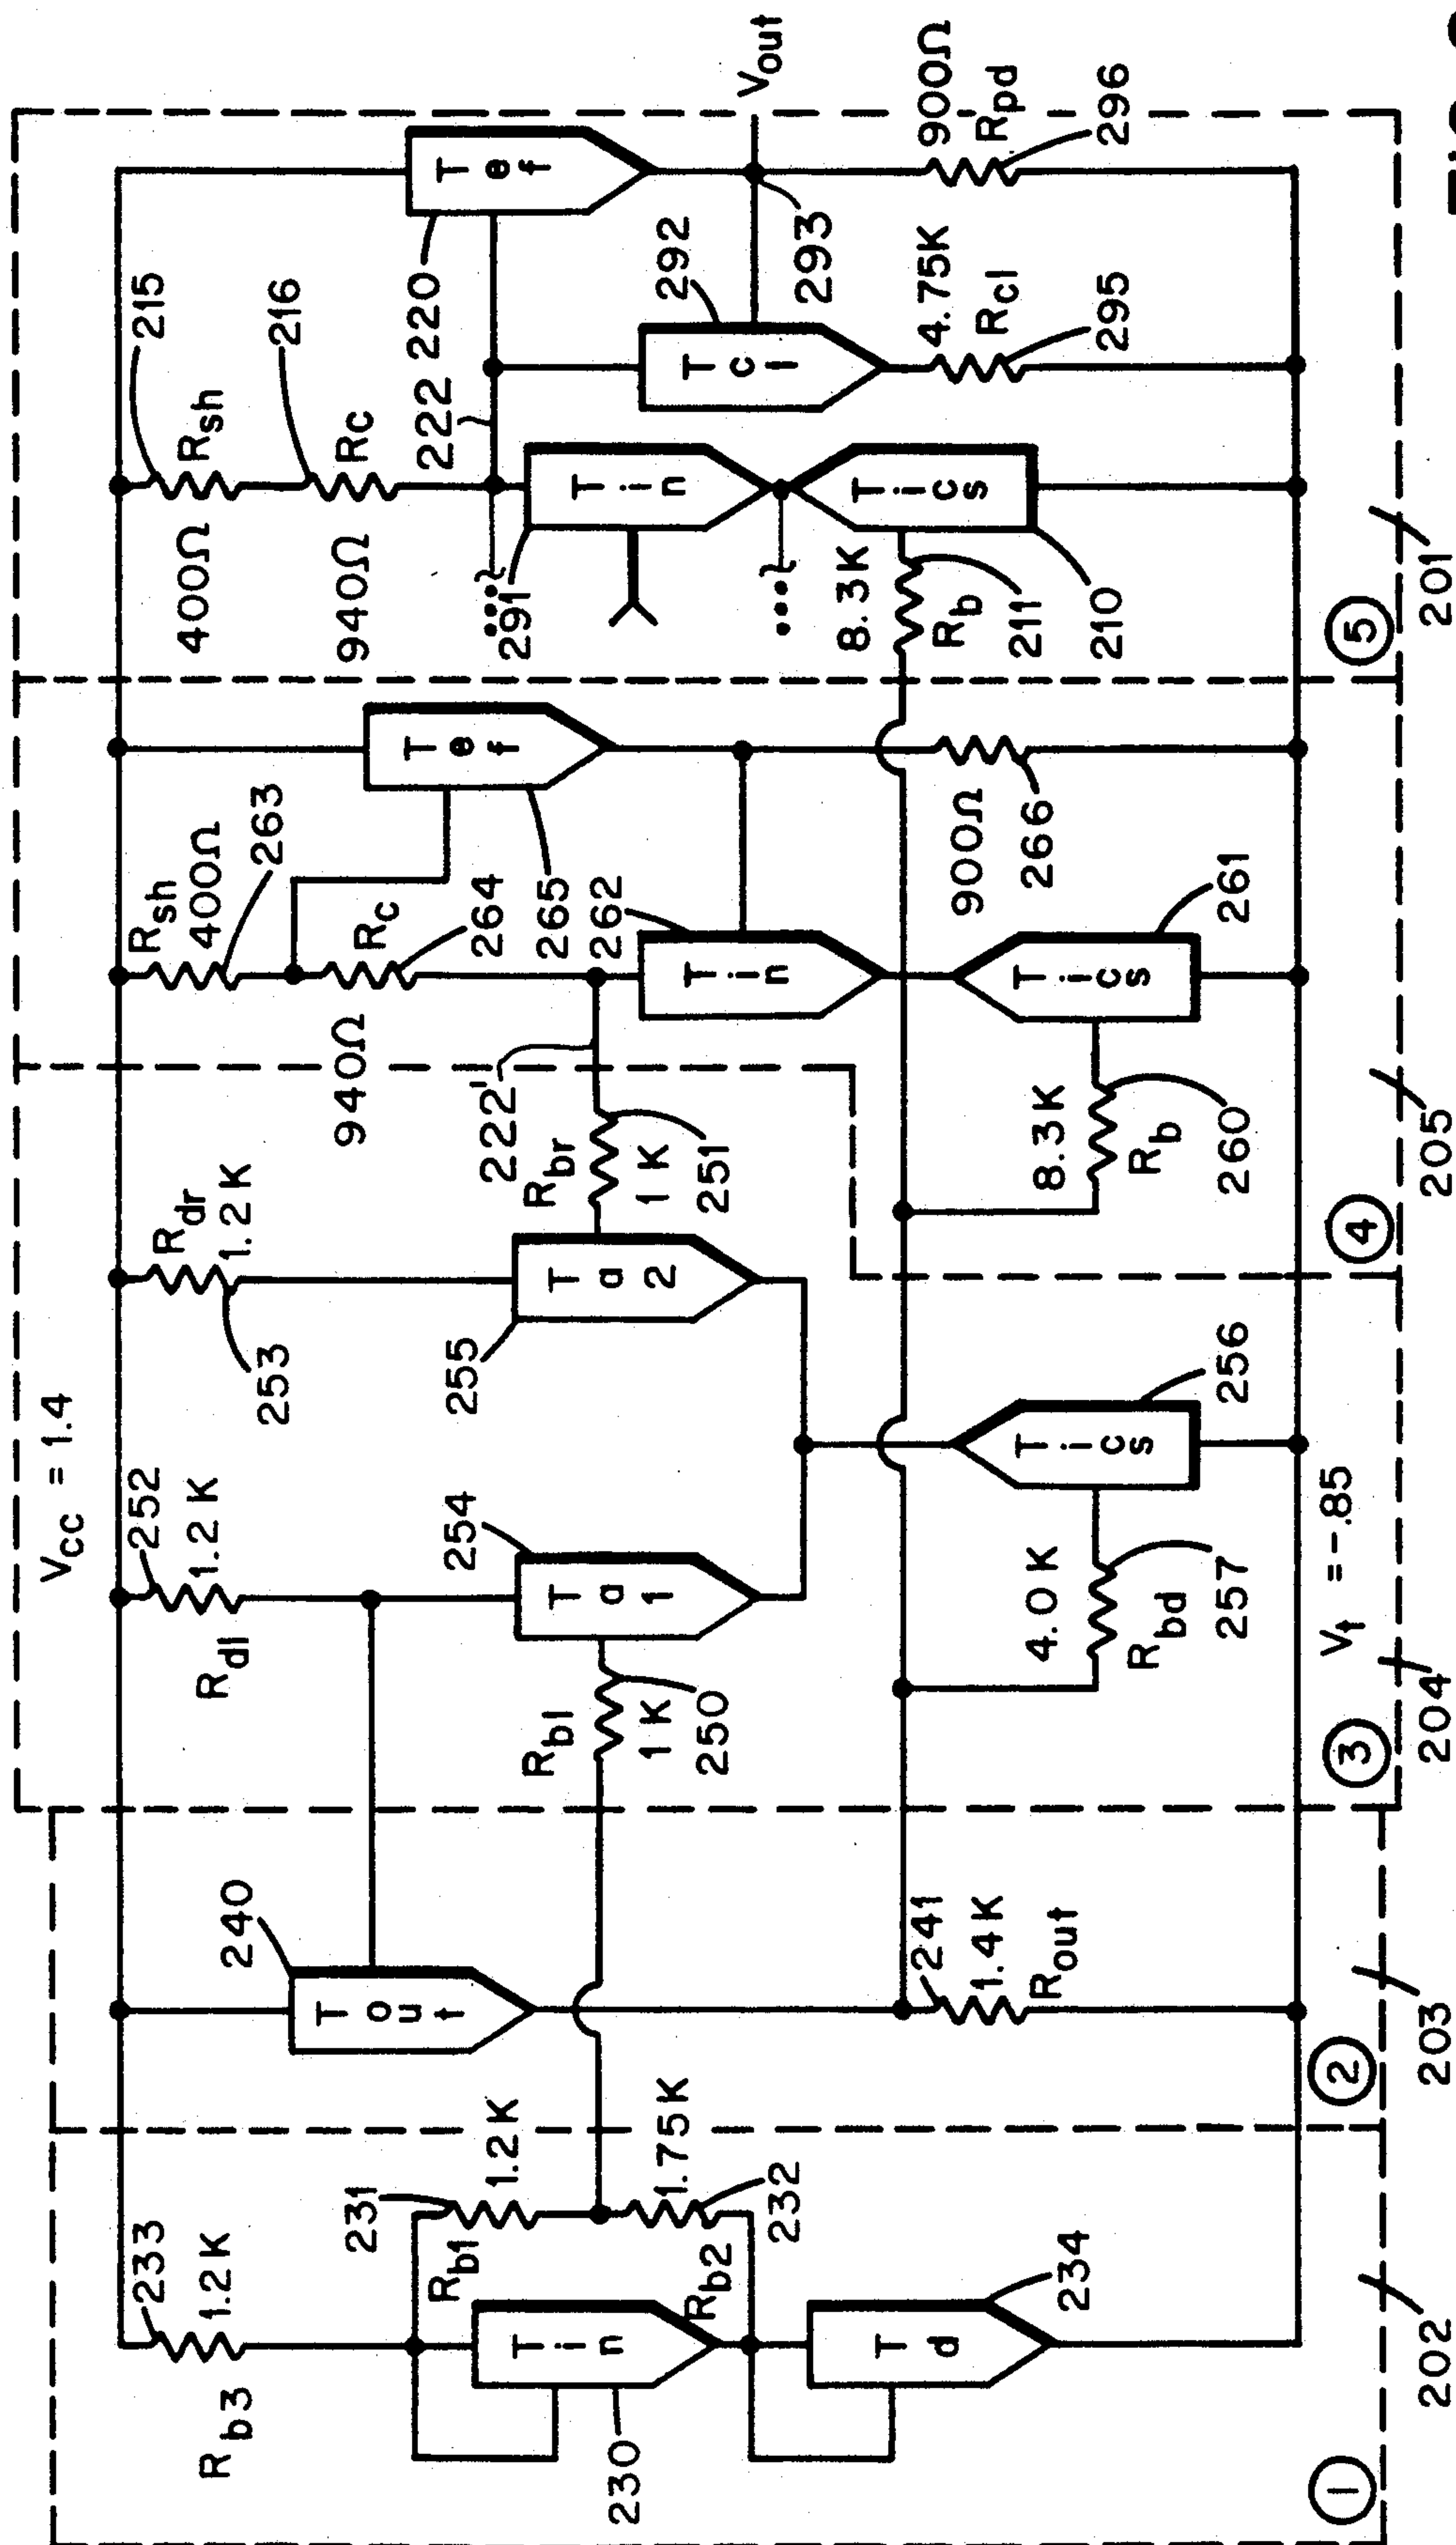 VCC = 1.4
233
1.2K
Rb3
231
Rb1
1.2K
1.75K
Rb2
232
Tin
230
Td
234
①
202
240
Tout
241
1.4K
Rout
②
203
252
1.2K
Rdl
254
Ta1
Rbl
1K
250
Rdr
1.2K
253
255
Ta2
Rbr
1K
251
222'
4.0K
Rbd
257
Tics
256
Vt = -.85
③
204
Rsh
400Ω
263
940Ω
Rc
264
265
262
Tef
Tin
900Ω
266
8.3K
Rb
260
Tics
261
④
205
215
400Ω
Rsh
216
940Ω
Rc
222
220
Tef
291
Tin
292
Tcl
293
Vout
8.3K
Rb
211
Tics
210
4.75K
Rcl
295
900Ω
Rpd
296
⑤
201